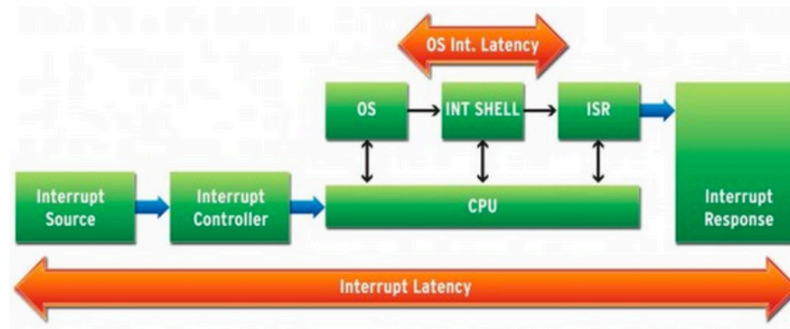 OS Int. Latency
OS
INT SHELL
ISR
Interrupt
Source
Interrupt
Controller
CPU
Interrupt
Response
Interrupt Latency